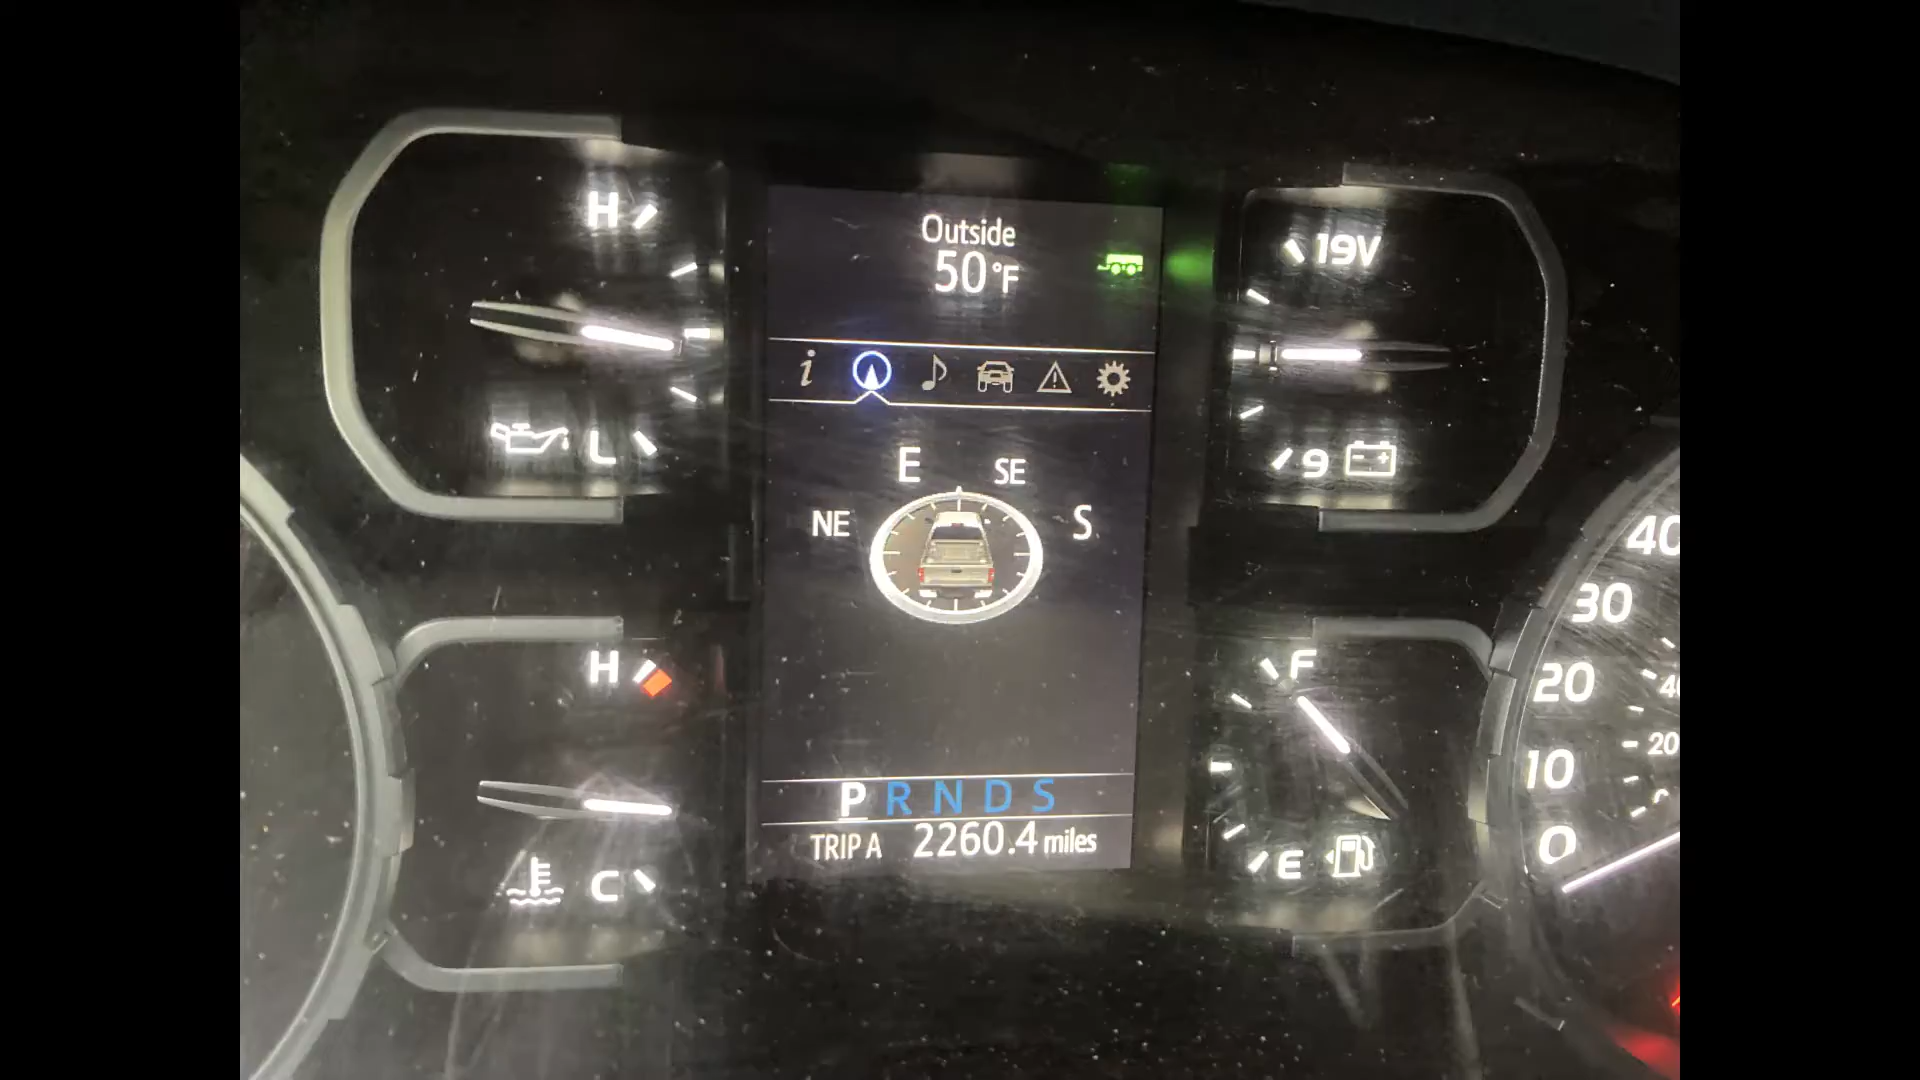 H
L
Outside
50°F
19V
9
i
NE
E
SE
S
H
C
P R N D S
TRIP A 2260.4 miles
F
E
40
30
20
10
0
20